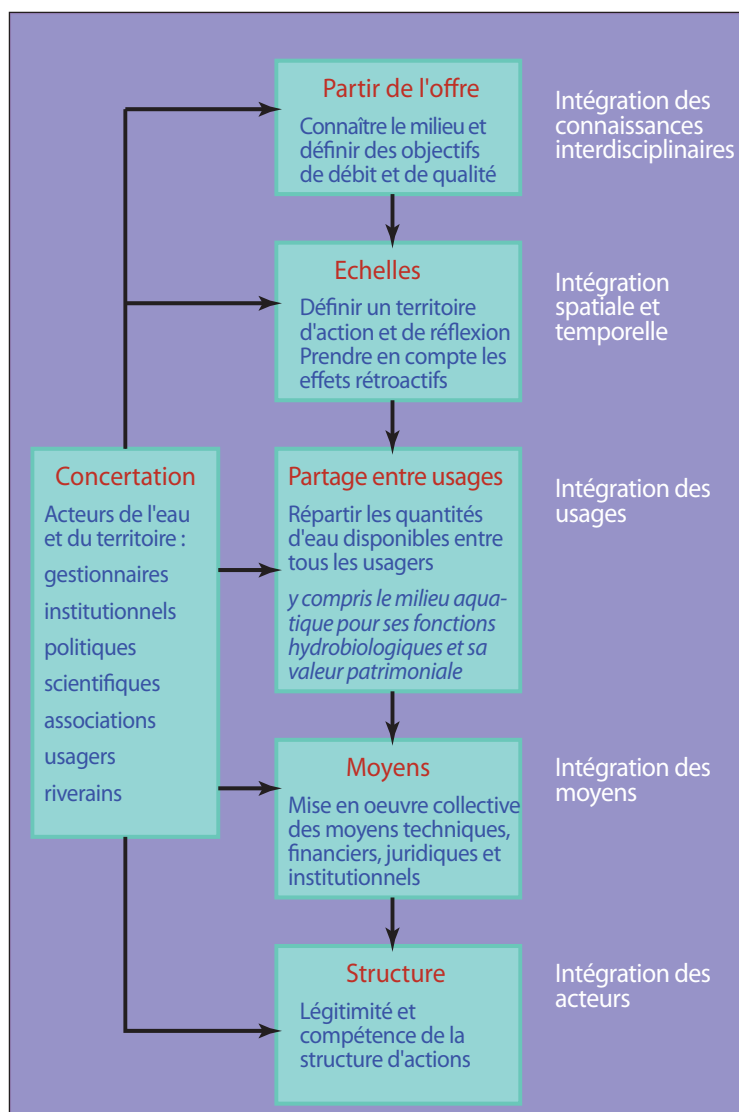 Partir de l'offre
Connaître le milieu et
définir des objectifs
de débit et de qualité
Intégration des
connaissances
interdisciplinaires
Echelles
Définir un territoire
d'action et de réflexion
Prendre en compte les
effets rétroactifs
Intégration
spatiale et
temporelle
Concertation
Acteurs de l'eau
et du territoire :
gestionnaires
institutionnels
politiques
scientifiques
associations
usagers
riverains
Partage entre usages
Répartir les quantités
d'eau disponibles entre
tous les usagers
y compris le milieu aqua-
tique pour ses fonctions
hydrobiologiques et sa
valeur patrimoniale
Intégration des
usages
Moyens
Mise en oeuvre collective
des moyens techniques,
financiers, juridiques et
institutionnels
Intégration des
moyens
Structure
Légitimité et
compétence de la
structure d'actions
Intégration des
acteurs